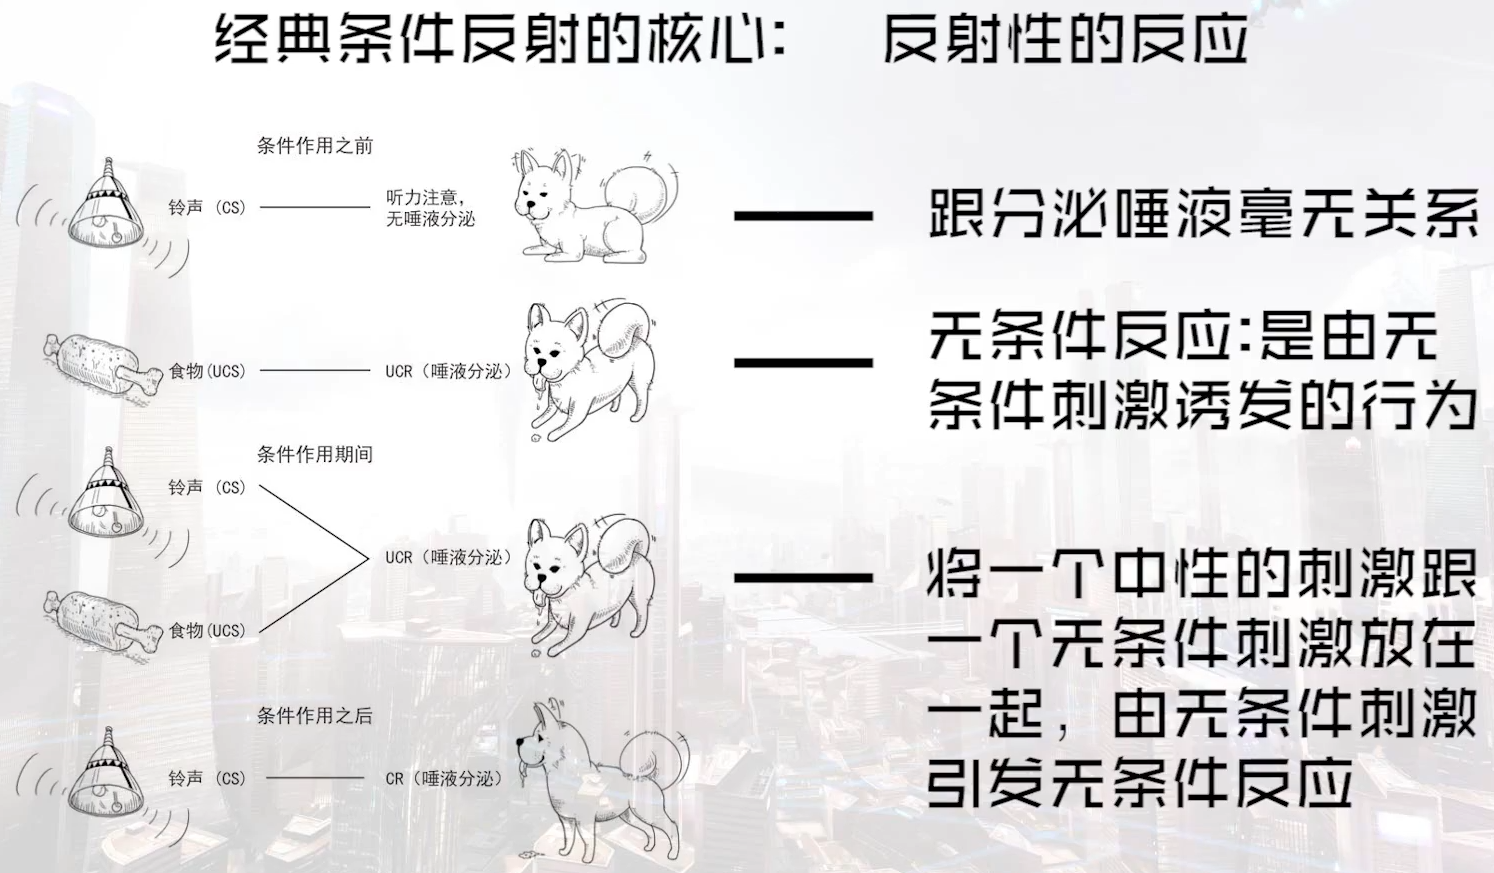 经典条件反射的核心： 反射性的反应
条件作用之前
铃声 (CS)
听力注意，
无唾液分泌
跟分泌唾液毫无关系
食物(UCS)
UCR（唾液分泌）
无条件反应：是由无
条件刺激诱发的行为
条件作用期间
铃声 (CS)
UCR（唾液分泌）
食物(UCS)
将一个中性的刺激跟
一个无条件刺激放在
一起，由无条件刺激
引发无条件反应
条件作用之后
铃声 (CS)
CR（唾液分泌）